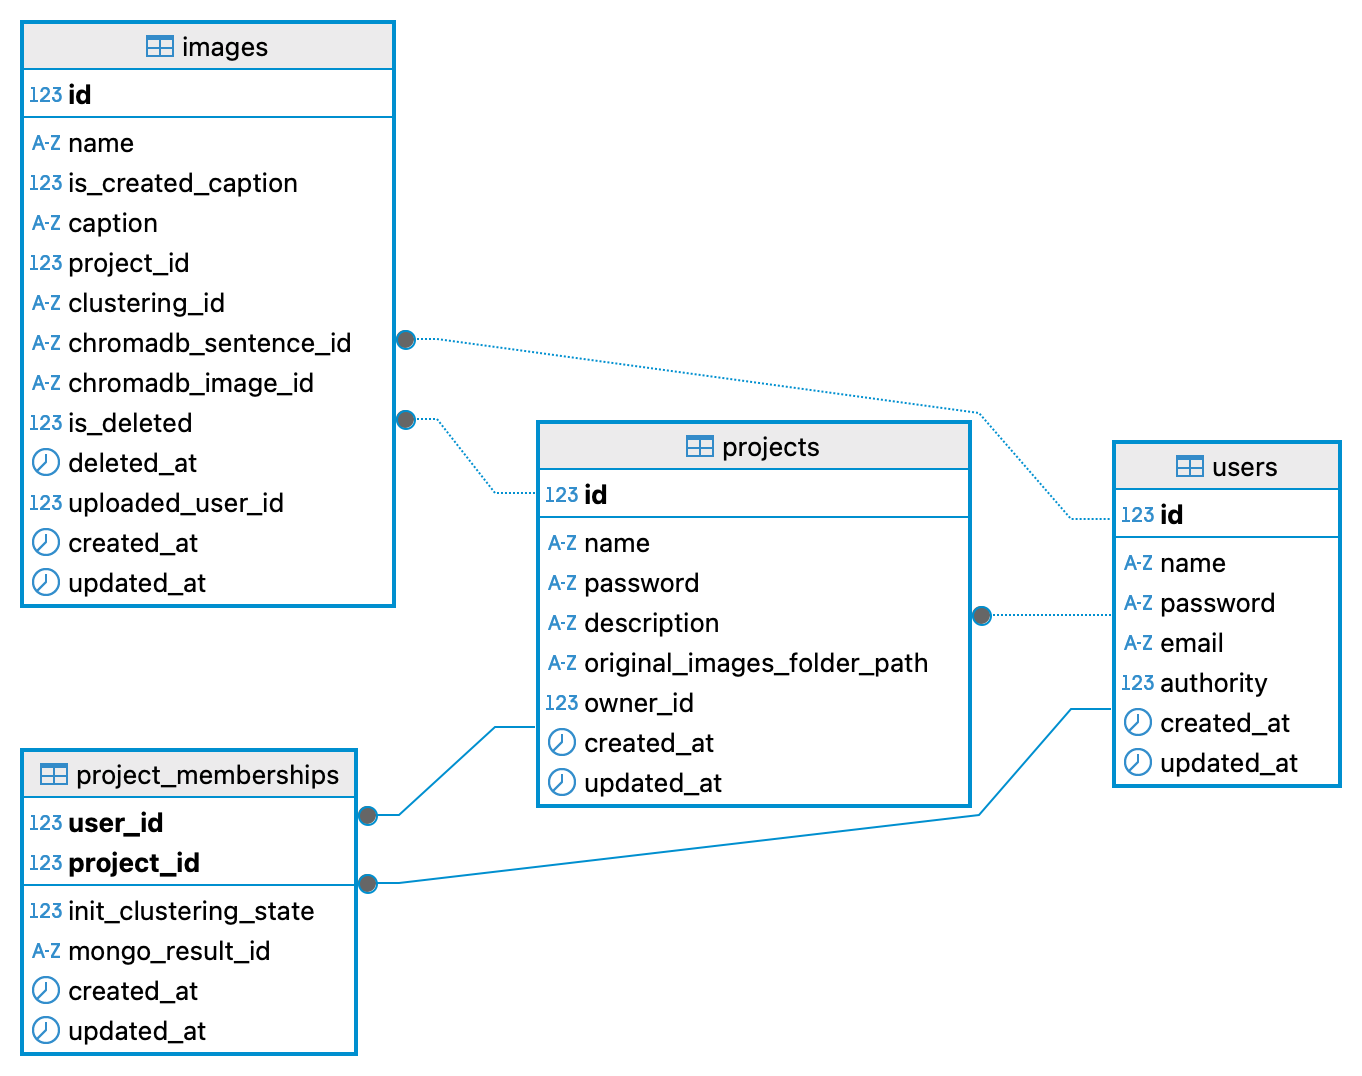 images
123 id
A-Z name
123 is_created_caption
A-Z caption
123 project_id
A-Z clustering_id
A-Z chromadb_sentence_id
A-Z chromadb_image_id
123 is_deleted
deleted_at
123 uploaded_user_id
created_at
updated_at
projects
123 id
A-Z name
A-Z password
A-Z description
A-Z original_images_folder_path
123 owner_id
created_at
updated_at
users
123 id
A-Z name
A-Z password
A-Z email
123 authority
created_at
updated_at
project_memberships
123 user_id
123 project_id
123 init_clustering_state
A-Z mongo_result_id
created_at
updated_at